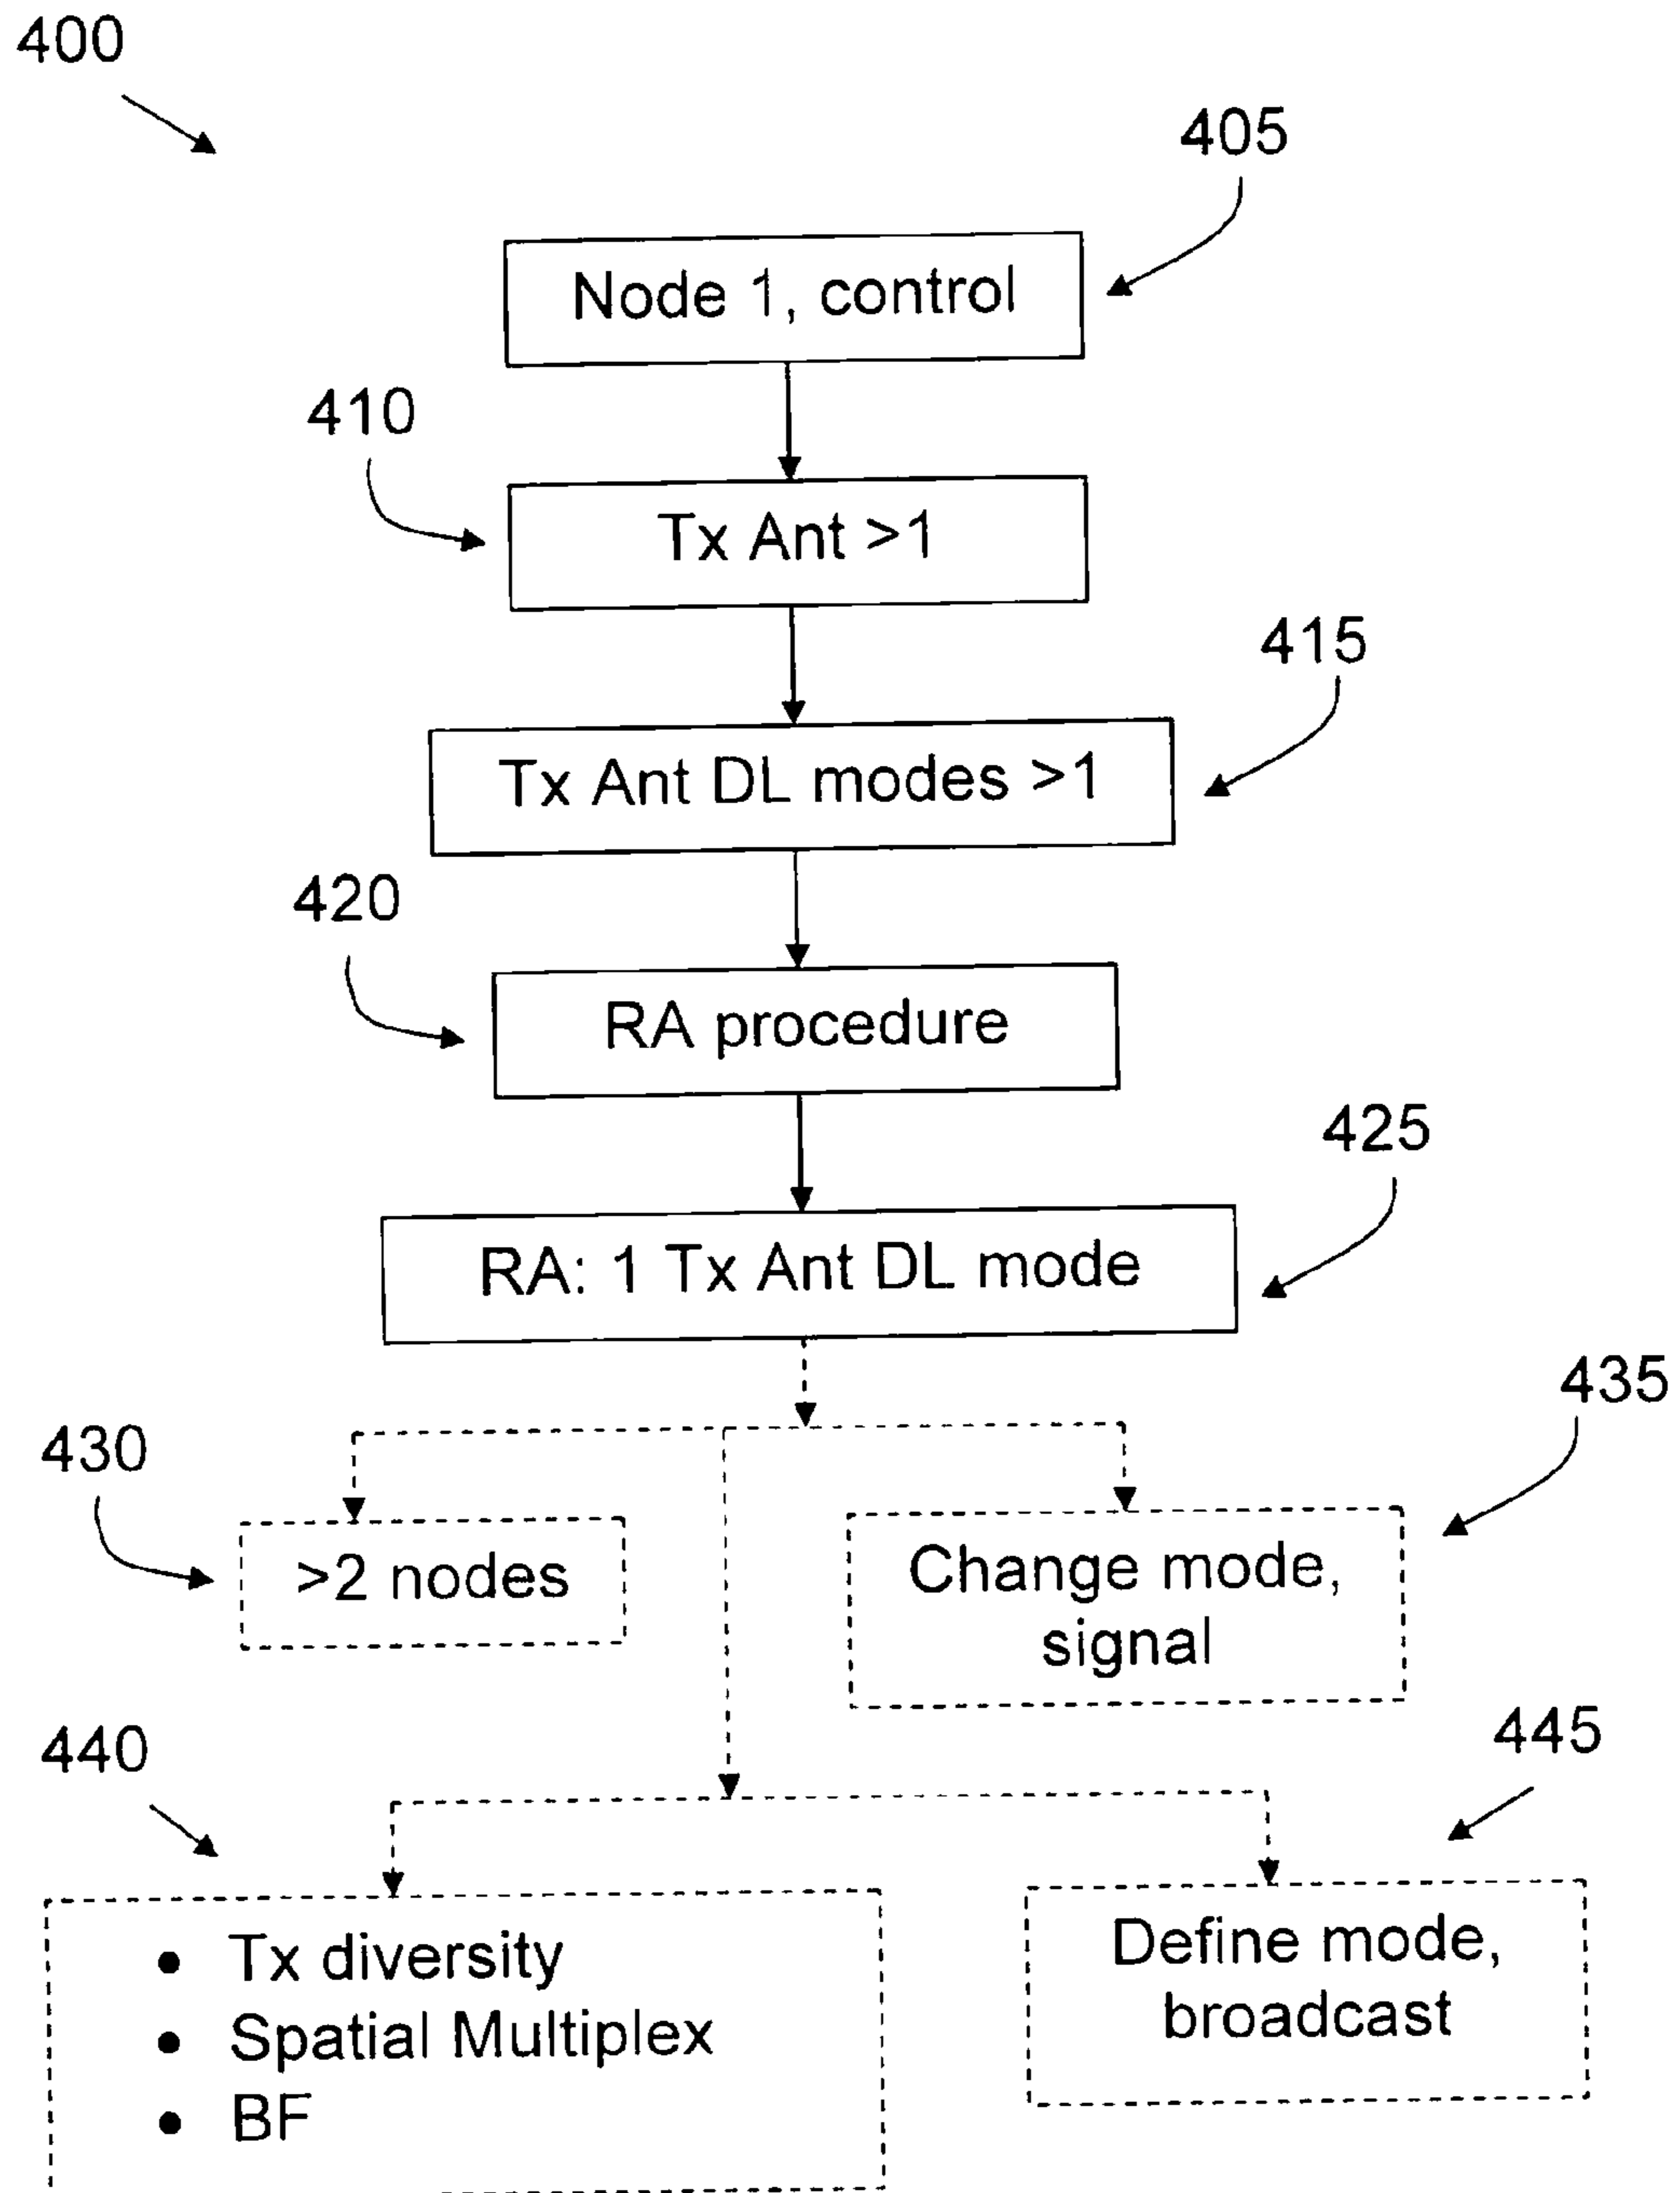 400
405
Node 1, control
410
Tx Ant >1
415
Tx Ant DL modes >1
420
RA procedure
425
RA: 1 Tx Ant DL mode
435
430
>2 nodes
Change mode,
signal
440
445
• Tx diversity
• Spatial Multiplex
• BF
Define mode,
broadcast